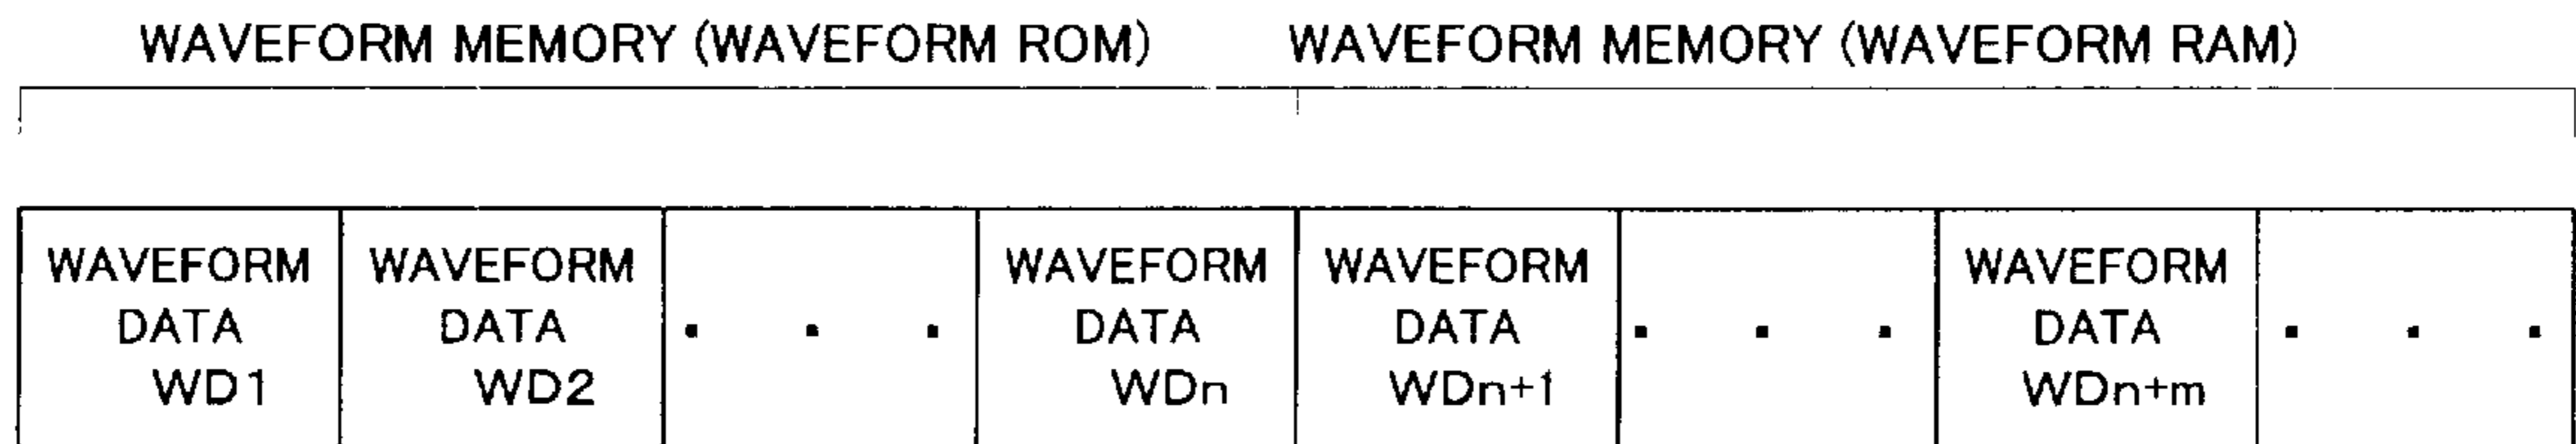 WAVEFORM MEMORY (WAVEFORM ROM) WAVEFORM MEMORY (WAVEFORM RAM)
WAVEFORM WAVEFORM WAVEFORM WAVEFORM WAVEFORM
DATA DATA . . . DATA DATA . . . DATA . . .
WD1 WD2 WDn WDn+1 WDn+m